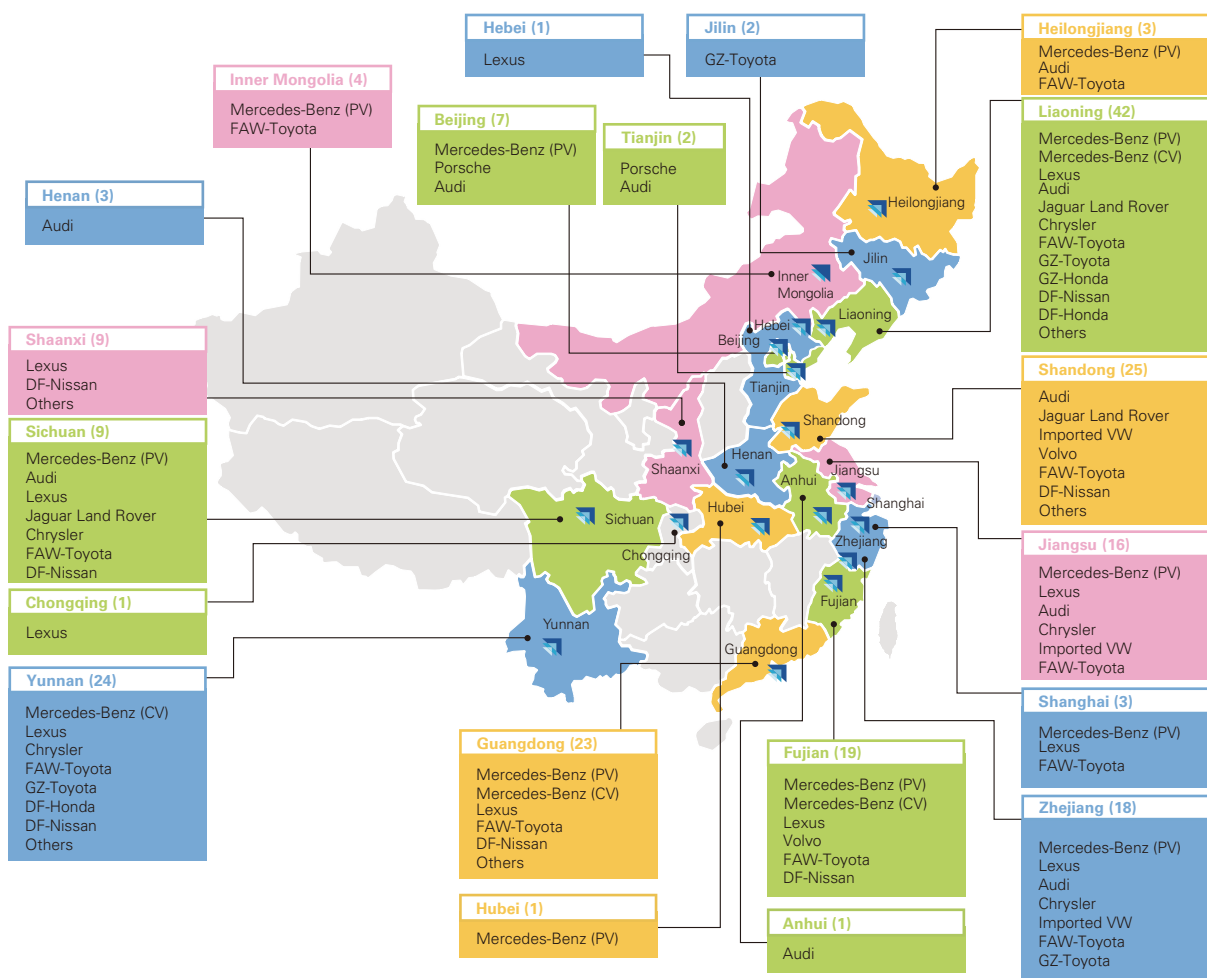 Hebei (1)
Lexus
Jilin (2)
GZ-Toyota
Heilongjiang (3)
Mercedes-Benz (PV)
Audi
FAW-Toyota
Inner Mongolia (4)
Mercedes-Benz (PV)
FAW-Toyota
Beijing (7)
Mercedes-Benz (PV)
Porsche
Audi
Tianjin (2)
Porsche
Audi
Liaoning (42)
Mercedes-Benz (PV)
Mercedes-Benz (CV)
Lexus
Audi
Jaguar Land Rover
Chrysler
FAW-Toyota
GZ-Toyota
GZ-Honda
DF-Nissan
DF-Honda
Others
Henan (3)
Audi
Shaanxi (9)
Lexus
DF-Nissan
Others
Sichuan (9)
Mercedes-Benz (PV)
Audi
Lexus
Jaguar Land Rover
Chrysler
FAW-Toyota
DF-Nissan
Chongqing (1)
Lexus
Yunnan (24)
Mercedes-Benz (CV)
Lexus
Chrysler
FAW-Toyota
GZ-Toyota
DF-Honda
DF-Nissan
Others
Heilongjiang
Jilin
Inner
Mongolia
Liaoning
Hebei
Beijing
Tianjin
Shandong
Henan
Shaanxi
Jiangsu
Anhui
Shanghai
Hubei
Sichuan
Chongqing
Zhejiang
Fujian
Yunnan
Guangdong
Shandong (25)
Audi
Jaguar Land Rover
Imported VW
Volvo
FAW-Toyota
DF-Nissan
Others
Jiangsu (16)
Mercedes-Benz (PV)
Lexus
Audi
Chrysler
Imported VW
FAW-Toyota
Shanghai (3)
Mercedes-Benz (PV)
Lexus
FAW-Toyota
Guangdong (23)
Mercedes-Benz (PV)
Mercedes-Benz (CV)
Lexus
FAW-Toyota
DF-Nissan
Others
Fujian (19)
Mercedes-Benz (PV)
Mercedes-Benz (CV)
Lexus
Volvo
FAW-Toyota
DF-Nissan
Zhejiang (18)
Mercedes-Benz (PV)
Lexus
Audi
Chrysler
Imported VW
FAW-Toyota
GZ-Toyota
Hubei (1)
Mercedes-Benz (PV)
Anhui (1)
Audi